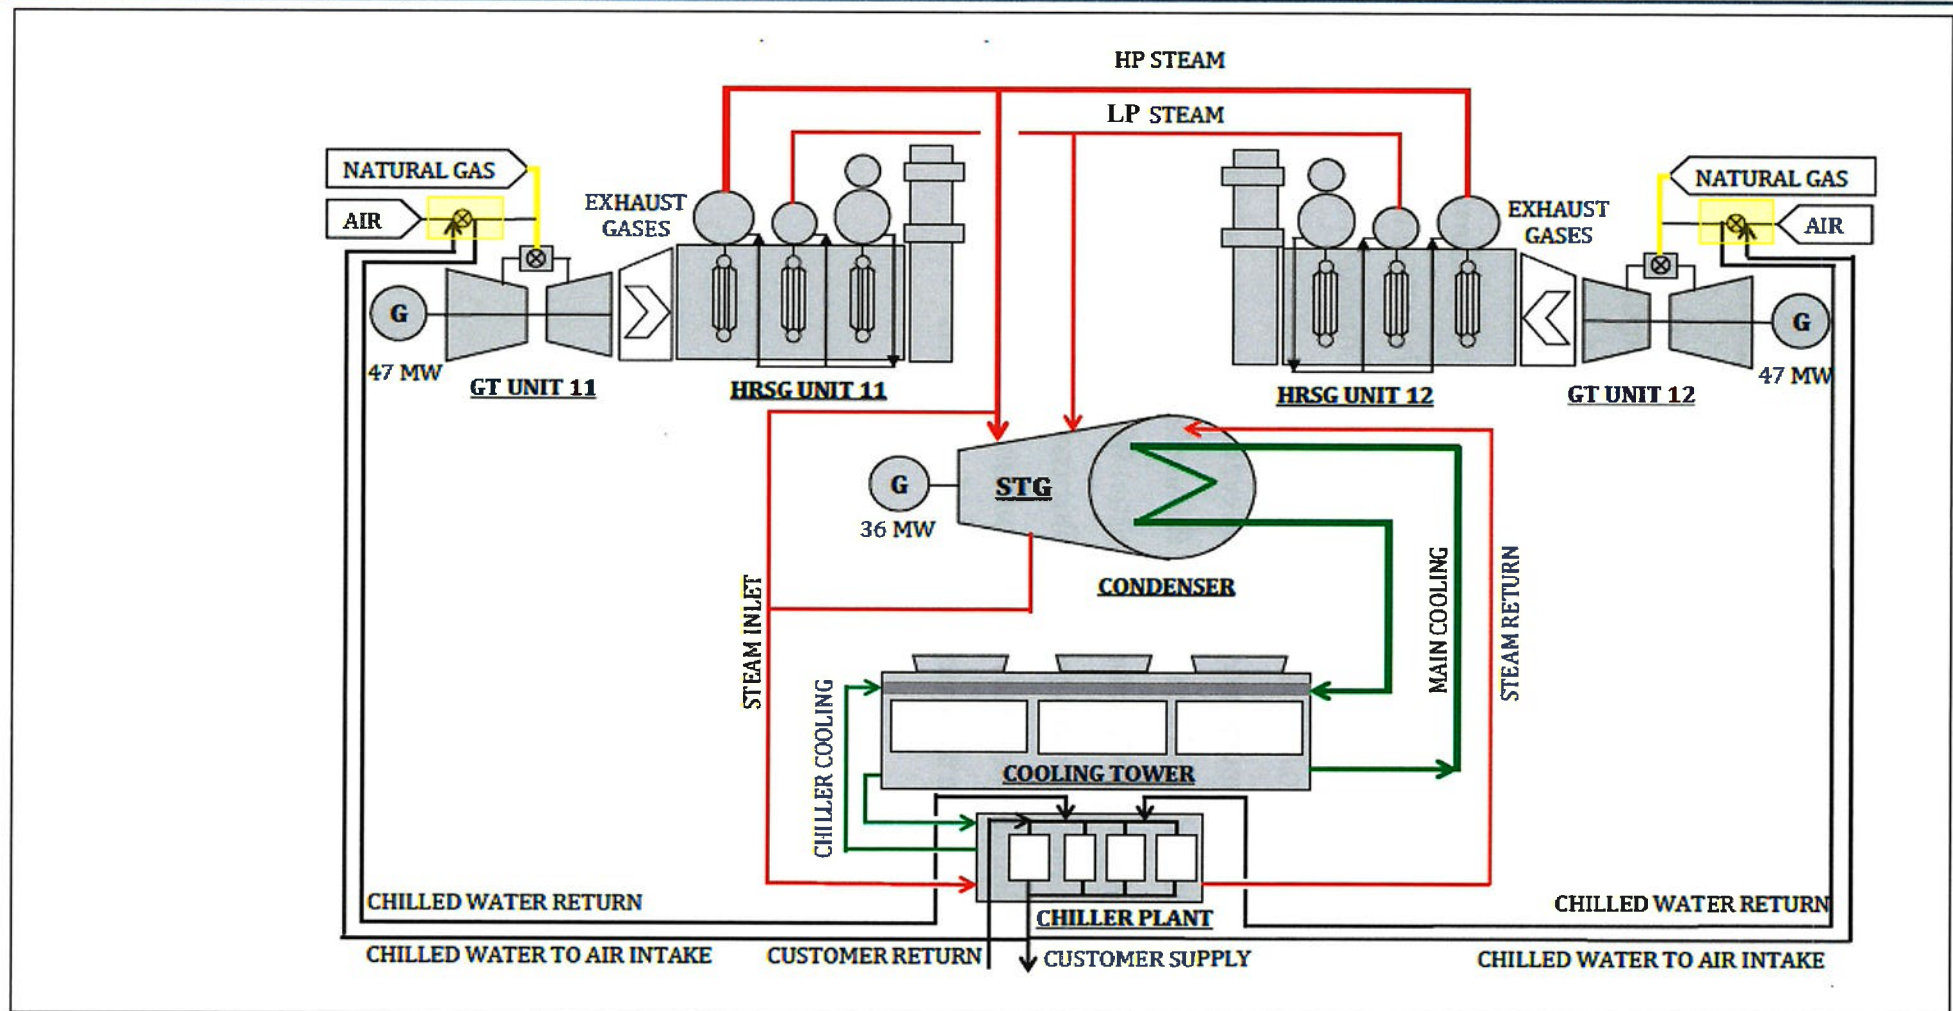 HP STEAM
LP STEAM
NATURAL GAS
AIR
EXHAUST
GASES
G
47 MW
GT UNIT 11
HRSG UNIT 11
NATURAL GAS
AIR
EXHAUST
GASES
G
47 MW
HRSG UNIT 12
GT UNIT 12
G
36 MW
STG
CONDENSER
STEAM INLET
CHILLER COOLING
MAIN COOLING
STEAM RETURN
COOLING TOWER
CHILLER PLANT
CHILLED WATER RETURN
CHILLED WATER TO AIR INTAKE
CUSTOMER RETURN
CUSTOMER SUPPLY
CHILLED WATER RETURN
CHILLED WATER TO AIR INTAKE